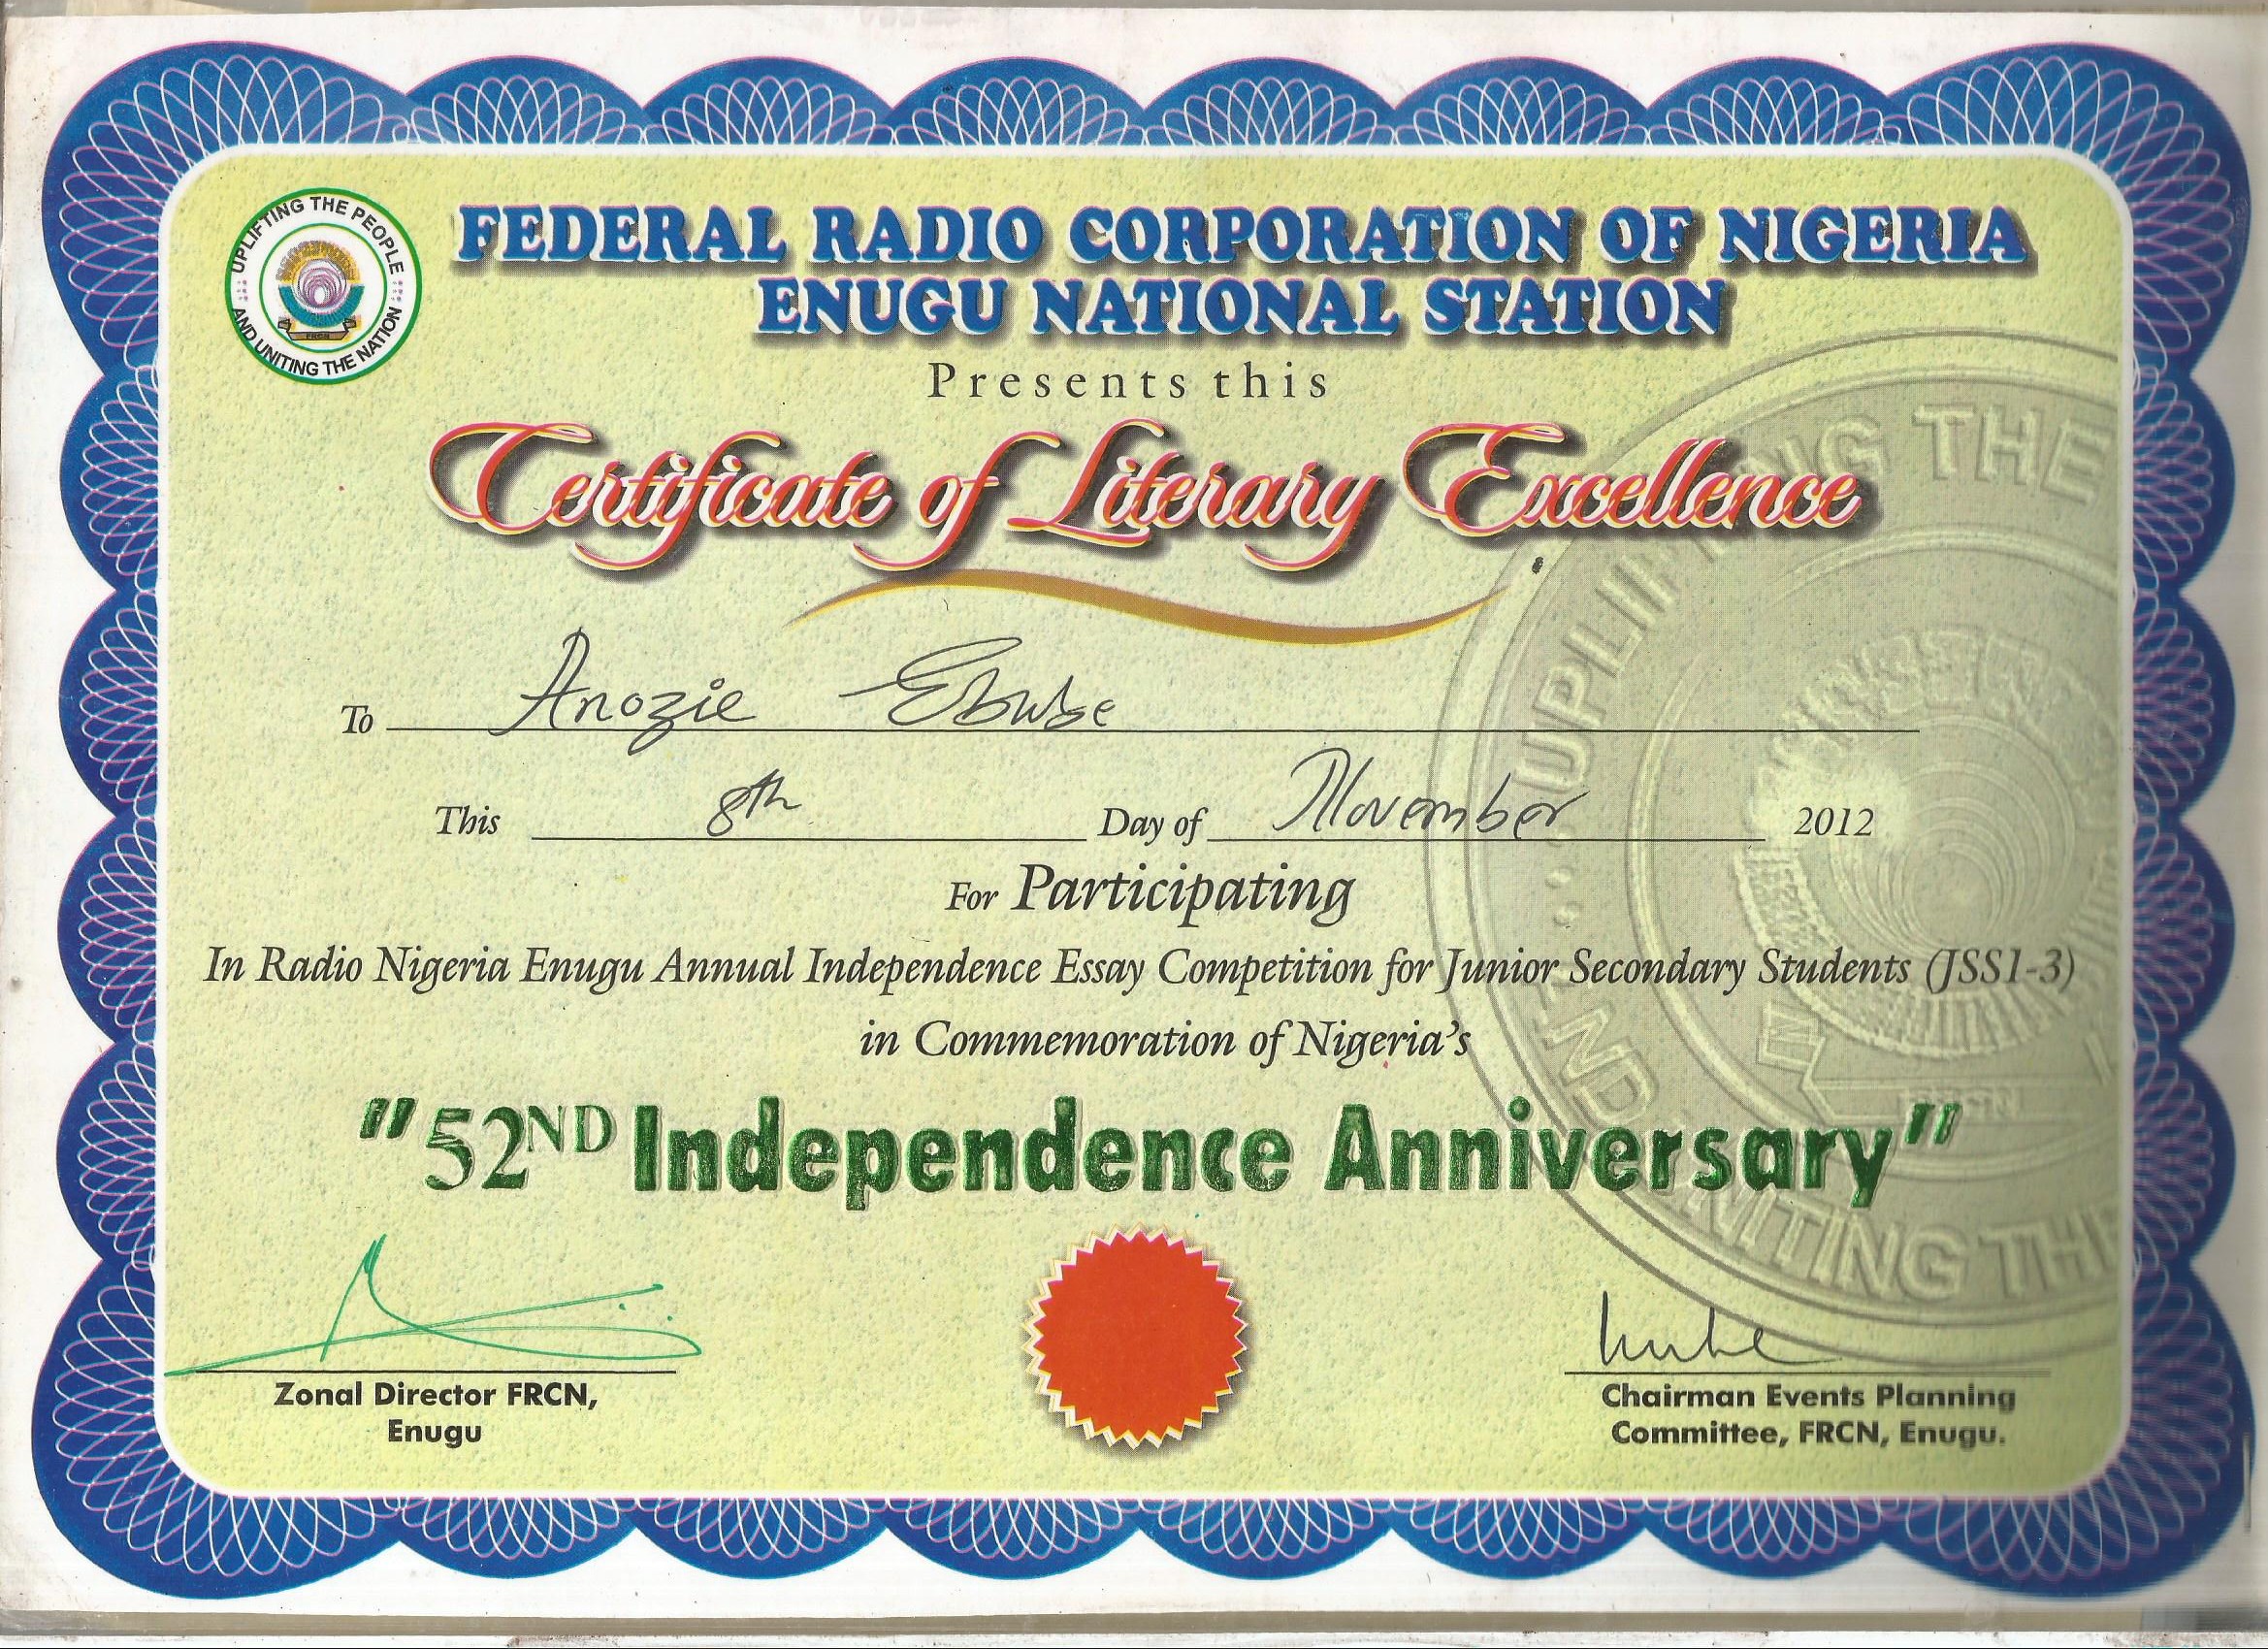 UPLIFTING THE PEOPLE
AND UNITING THE NATION
FRCN
FEDERAL RADIO CORPORATION OF NIGERIA
ENUGU NATIONAL STATION
Presents this
Certificate of Literary Excellence
To Anozie Ebube
This 8th Day of November 2012
For Participating
In Radio Nigeria Enugu Annual Independence Essay Competition for Junior Secondary Students (JSS1-3)
in Commemoration of Nigeria's
"52ND Independence Anniversary"
Zonal Director FRCN,
Enugu
Chairman Events Planning
Committee, FRCN, Enugu.
UPLIFTING THE
AND UNITING THE